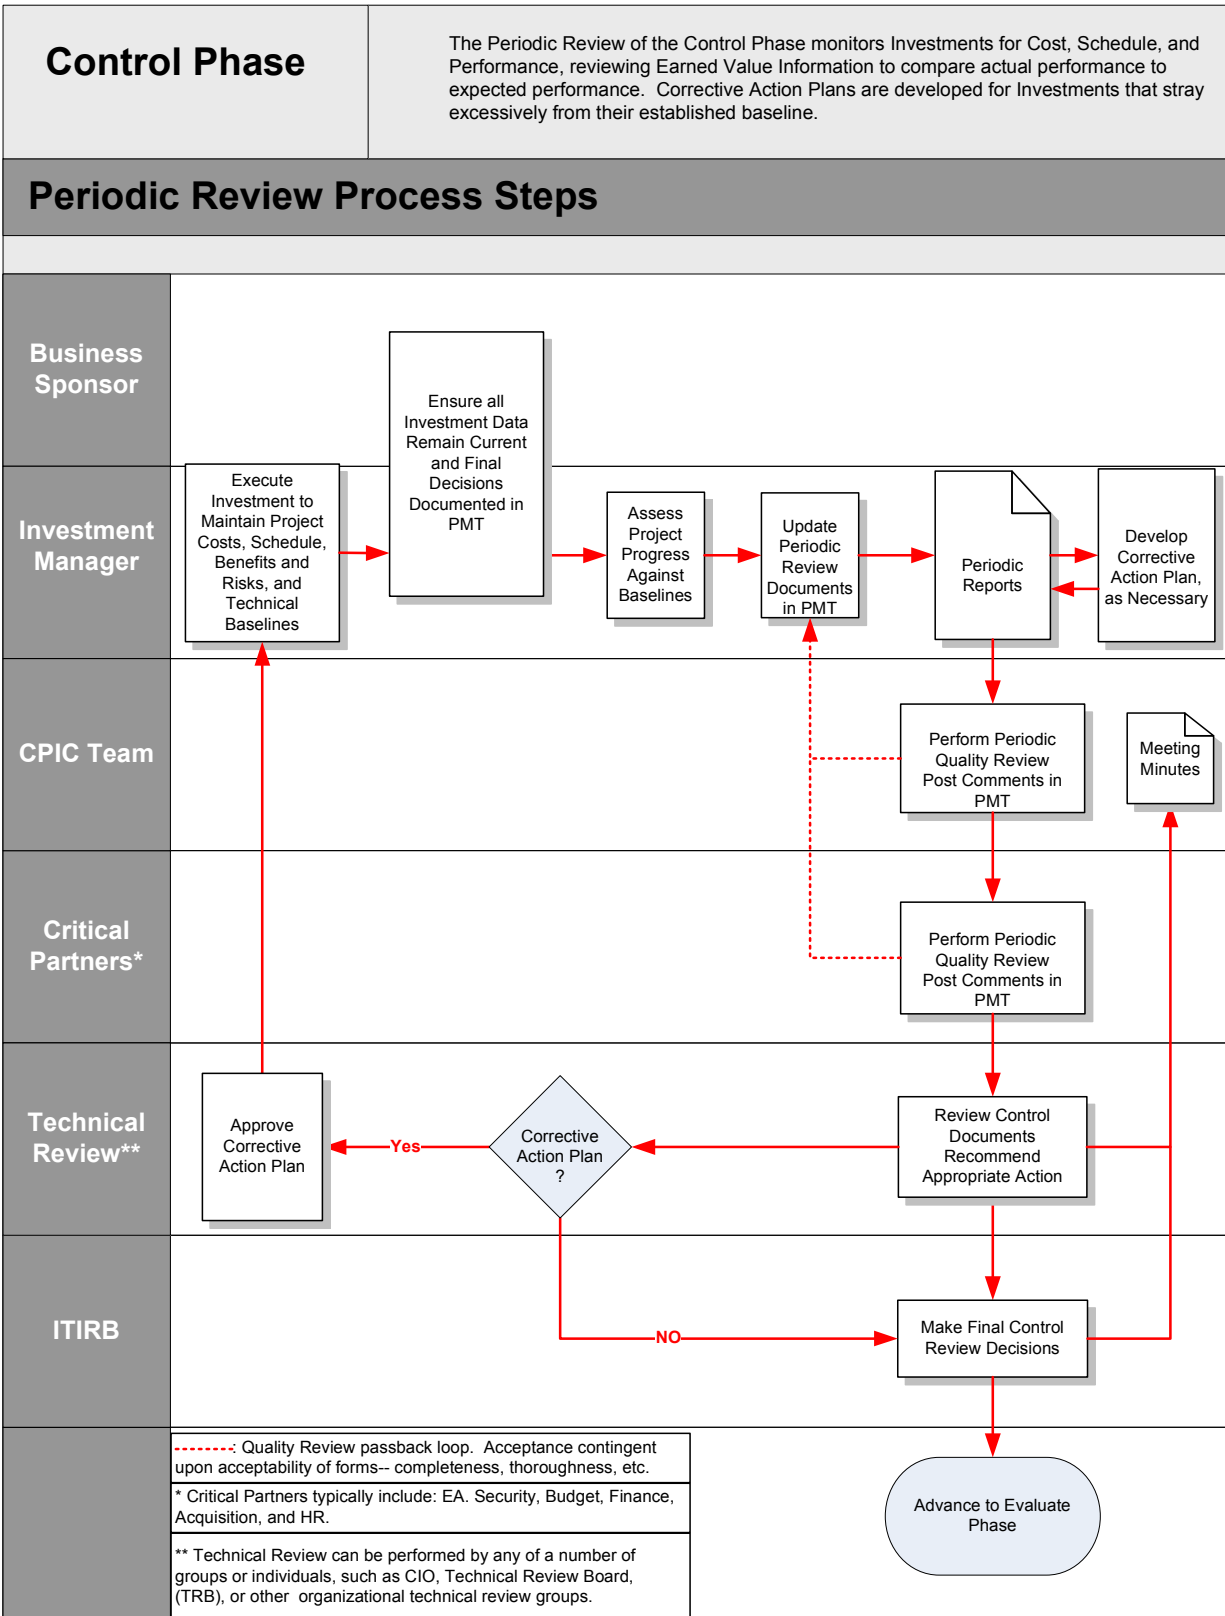 Control Phase
The Periodic Review of the Control Phase monitors Investments for Cost, Schedule, and
Performance, reviewing Earned Value Information to compare actual performance to
expected performance.  Corrective Action Plans are developed for Investments that stray
excessively from their established baseline.
Periodic Review Process Steps
Business
Sponsor
Ensure all
Investment Data
Remain Current
and Final
Decisions
Documented in
PMT
Investment
Manager
Execute
Investment to
Maintain Project
Costs, Schedule,
Benefits and
Risks, and
Technical
Baselines
Assess
Project
Progress
Against
Baselines
Update
Periodic
Review
Documents
in PMT
Periodic
Reports
Develop
Corrective
Action Plan,
as Necessary
CPIC Team
Perform Periodic
Quality Review
Post Comments in
PMT
Meeting
Minutes
Critical
Partners*
Perform Periodic
Quality Review
Post Comments in
PMT
Technical
Review**
Approve
Corrective
Action Plan
Yes
Corrective
Action Plan
?
Review Control
Documents
Recommend
Appropriate Action
ITIRB
NO
Make Final Control
Review Decisions
: Quality Review passback loop.  Acceptance contingent
upon acceptability of forms-- completeness, thoroughness, etc.
* Critical Partners typically include: EA. Security, Budget, Finance,
Acquisition, and HR.
** Technical Review can be performed by any of a number of
groups or individuals, such as CIO, Technical Review Board,
(TRB), or other  organizational technical review groups.
Advance to Evaluate
Phase